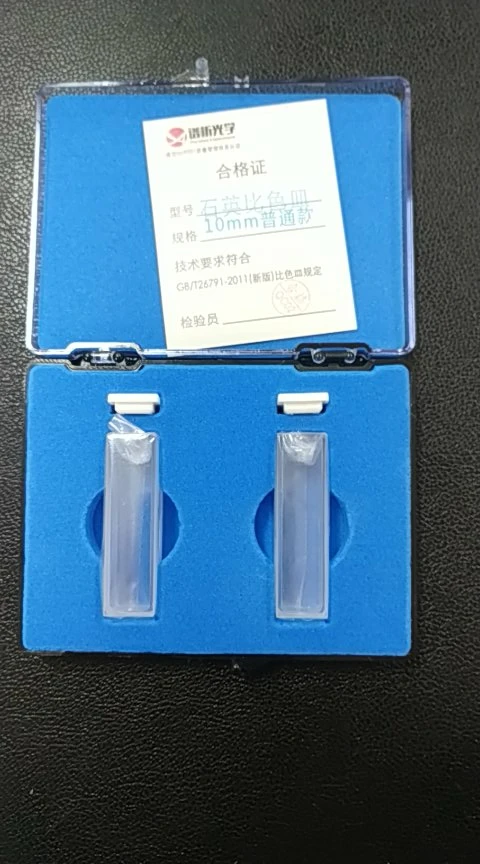 谱析光学
合格证
型号 石英比色皿
规格 10mm普通款
技术要求符合
GB/T26791-2011(新版)比色皿规定
检验员